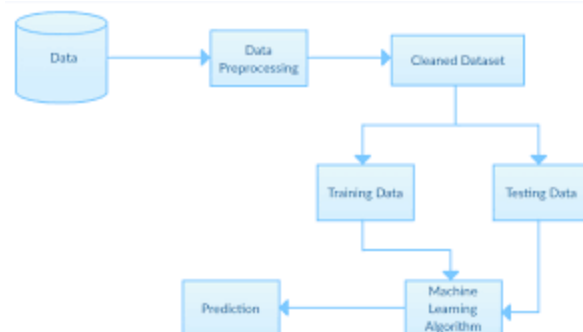 Data
Data
Preprocessing
Cleaned Dataset
Training Data
Testing Data
Machine
Learning
Algorithm
Prediction